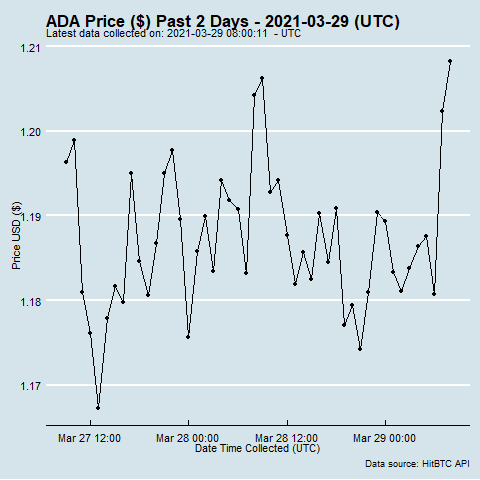 ADA Price ($) Past 2 Days - 2021-03-29 (UTC)
Latest data collected on: 2021-03-29 08:00:11 - UTC
1.21
1.20
1.19
1.18
1.17
Price USD ($)
Mar 27 12:00
Mar 28 00:00
Mar 28 12:00
Mar 29 00:00
Date Time Collected (UTC)
Data source: HitBTC API